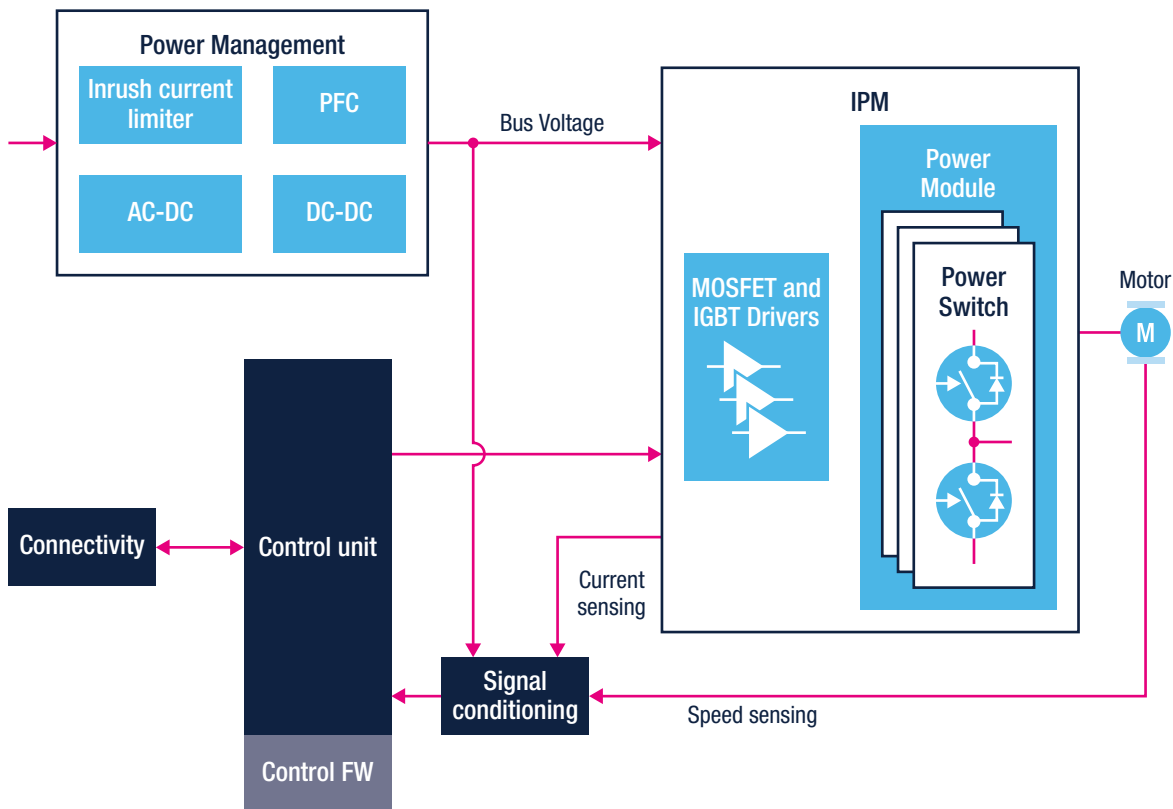 Power Management
Inrush current
limiter
PFC
AC-DC
DC-DC
Bus Voltage
IPM
Power
Module
MOSFET and
IGBT Drivers
Power
Switch
Motor
M
Connectivity
Control unit
Current
sensing
Signal
conditioning
Speed sensing
Control FW